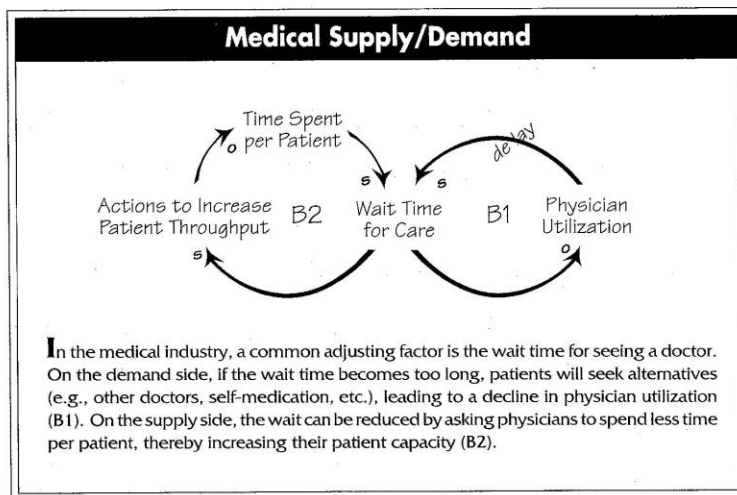 Medical Supply/Demand
Time Spent
per Patient
o
delay
s
s
Actions to Increase
Patient Throughput
B2
Wait Time
for Care
B1
Physician
Utilization
s
o
In the medical industry, a common adjusting factor is the wait time for seeing a doctor.
On the demand side, if the wait time becomes too long, patients will seek alternatives
(e.g., other doctors, self-medication, etc.), leading to a decline in physician utilization
(B1). On the supply side, the wait can be reduced by asking physicians to spend less time
per patient, thereby increasing their patient capacity (B2).